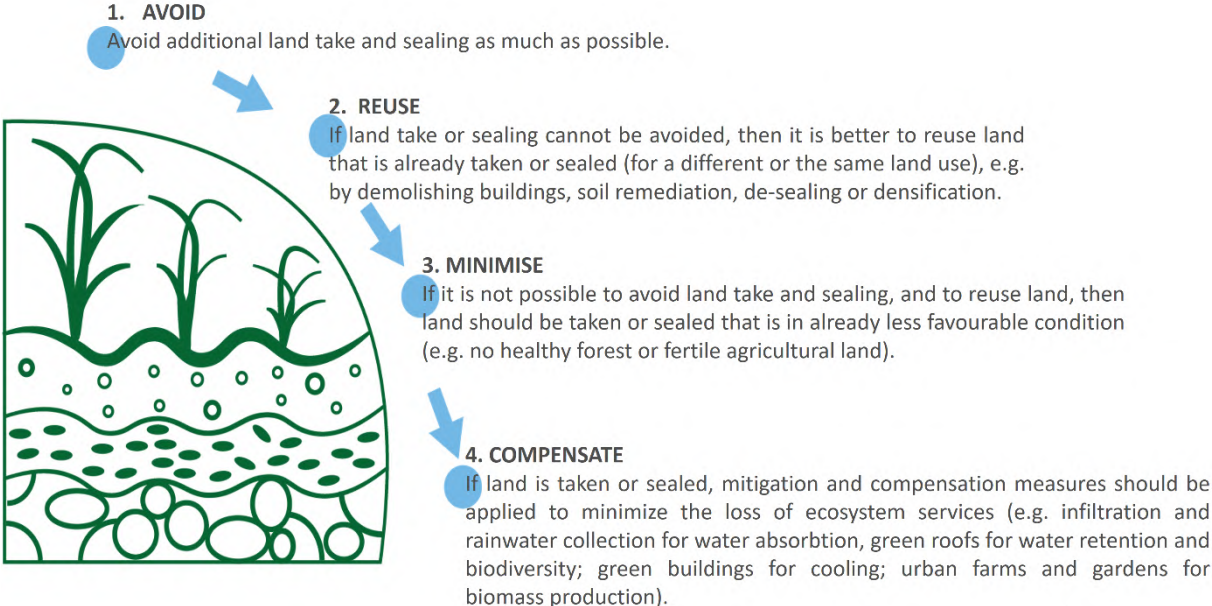 1. AVOID
Avoid additional land take and sealing as much as possible.
2. REUSE
If land take or sealing cannot be avoided, then it is better to reuse land
that is already taken or sealed (for a different or the same land use), e.g.
by demolishing buildings, soil remediation, de-sealing or densification.
3. MINIMISE
If it is not possible to avoid land take and sealing, and to reuse land, then
land should be taken or sealed that is in already less favourable condition
(e.g. no healthy forest or fertile agricultural land).
4. COMPENSATE
If land is taken or sealed, mitigation and compensation measures should be
applied to minimize the loss of ecosystem services (e.g. infiltration and
rainwater collection for water absorbtion, green roofs for water retention and
biodiversity; green buildings for cooling; urban farms and gardens for
biomass production).